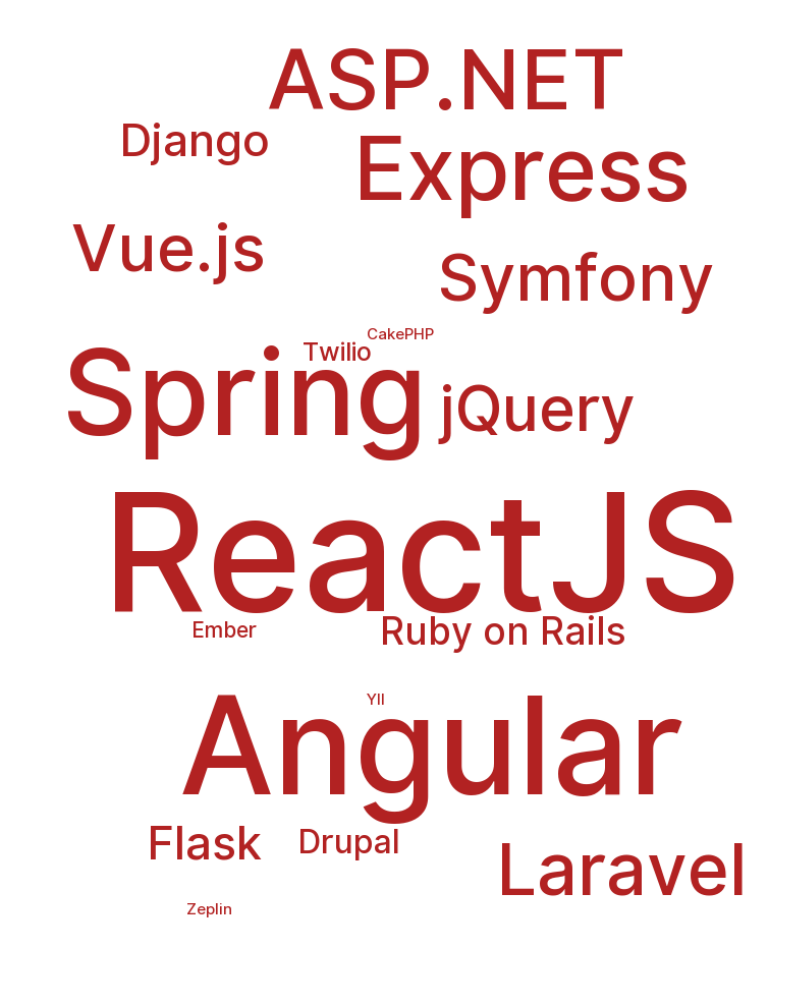 ASP.NET
Django
Express
Vue.js
Symfony
CakePHP
Twilio
Spring
jQuery
ReactJS
Ember
Ruby on Rails
YII
Angular
Flask
Drupal
Laravel
Zeplin